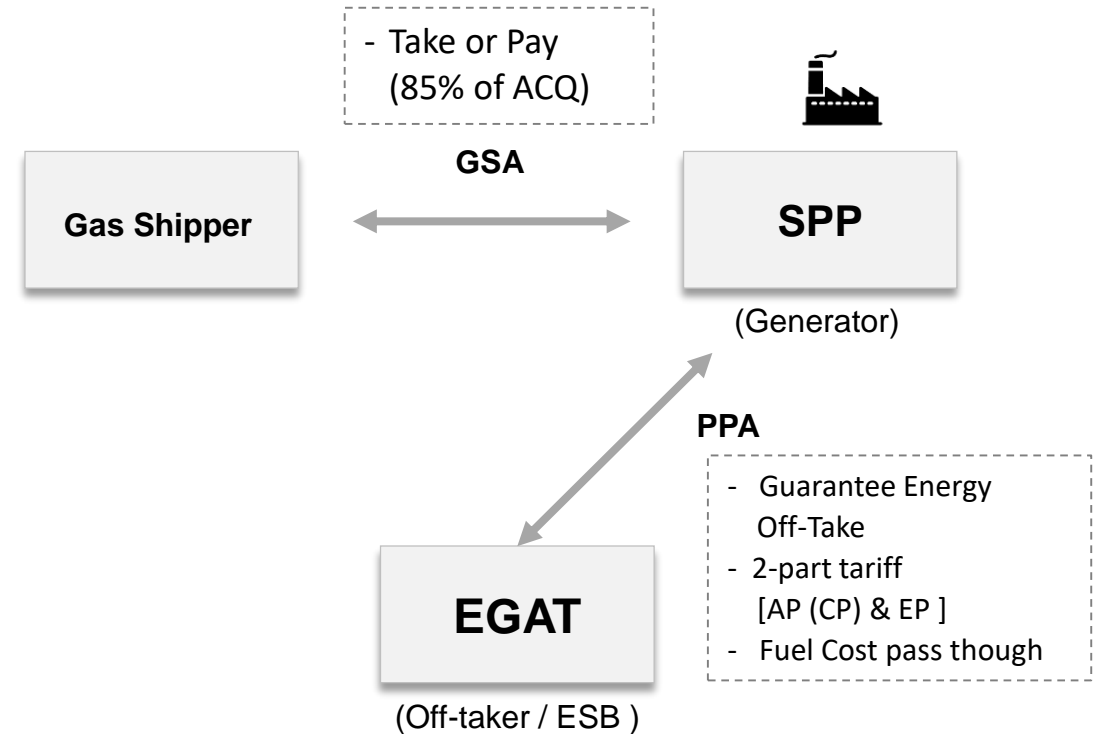 - Take or Pay
(85% of ACQ)
GSA
Gas Shipper
SPP
(Generator)
PPA
- Guarantee Energy
Off-Take
- 2-part tariff
[AP (CP) & EP ]
- Fuel Cost pass though
EGAT
(Off-taker / ESB )